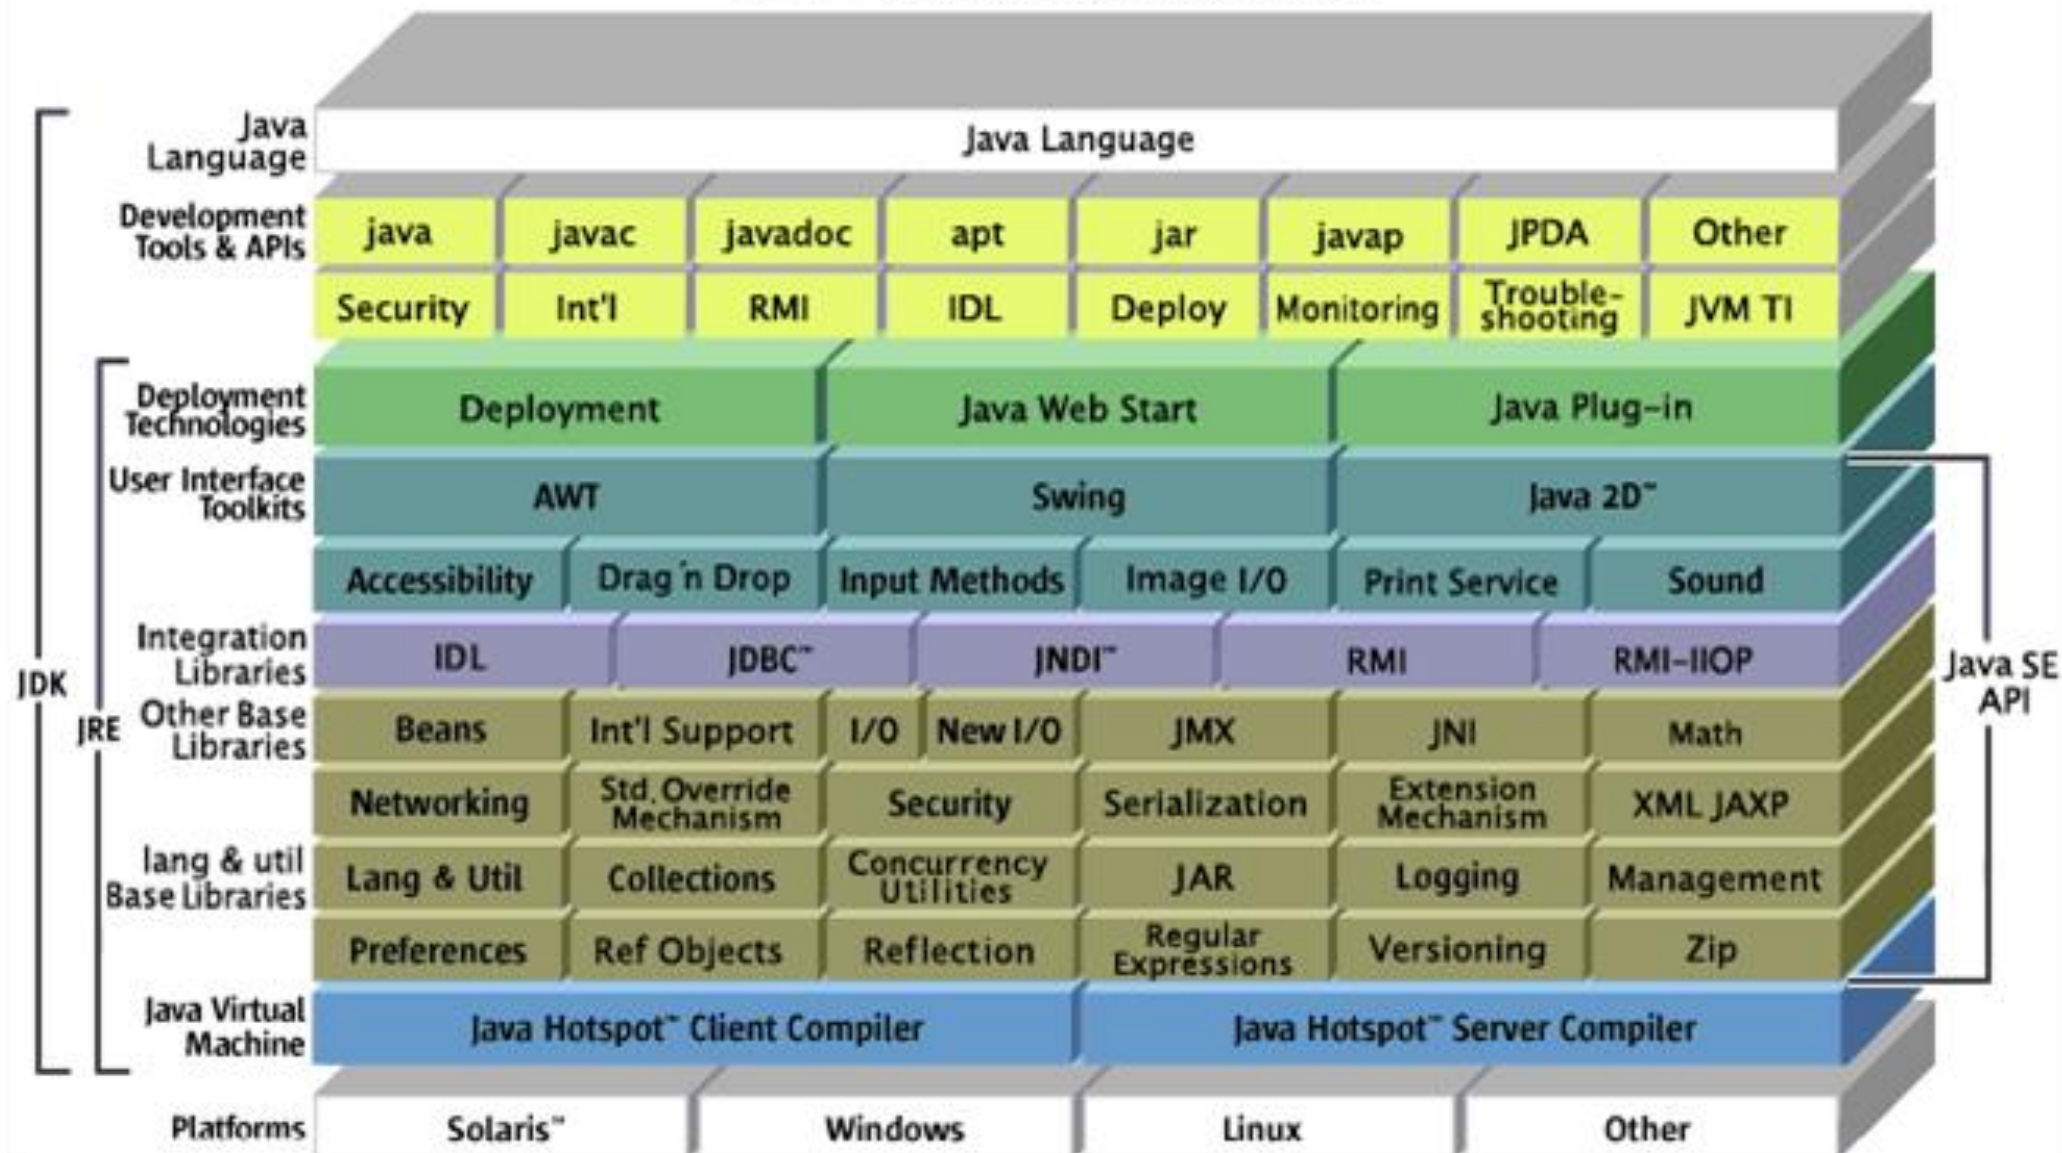 Java
Language
Java Language
Development
Tools & APIs
java
javac
javadoc
apt
jar
javap
JPDA
Other
Security
Int'l
RMI
IDL
Deploy
Monitoring
Trouble-
shooting
JVM TI
Deployment
Technologies
Deployment
Java Web Start
Java Plug-in
User Interface
Toolkits
AWT
Swing
Java 2D™
Accessibility
Drag 'n Drop
Input Methods
Image I/O
Print Service
Sound
Integration
Libraries
IDL
JDBC™
JNDI™
RMI
RMI-IIOP
JDK
JRE
Java SE
API
Other Base
Libraries
Beans
Int'l Support
I/O
New I/O
JMX
JNI
Math
Networking
Std. Override
Mechanism
Security
Serialization
Extension
Mechanism
XML JAXP
lang & util
Base Libraries
Lang & Util
Collections
Concurrency
Utilities
JAR
Logging
Management
Preferences
Ref Objects
Reflection
Regular
Expressions
Versioning
Zip
Java Virtual
Machine
Java Hotspot™ Client Compiler
Java Hotspot™ Server Compiler
Platforms
Solaris™
Windows
Linux
Other